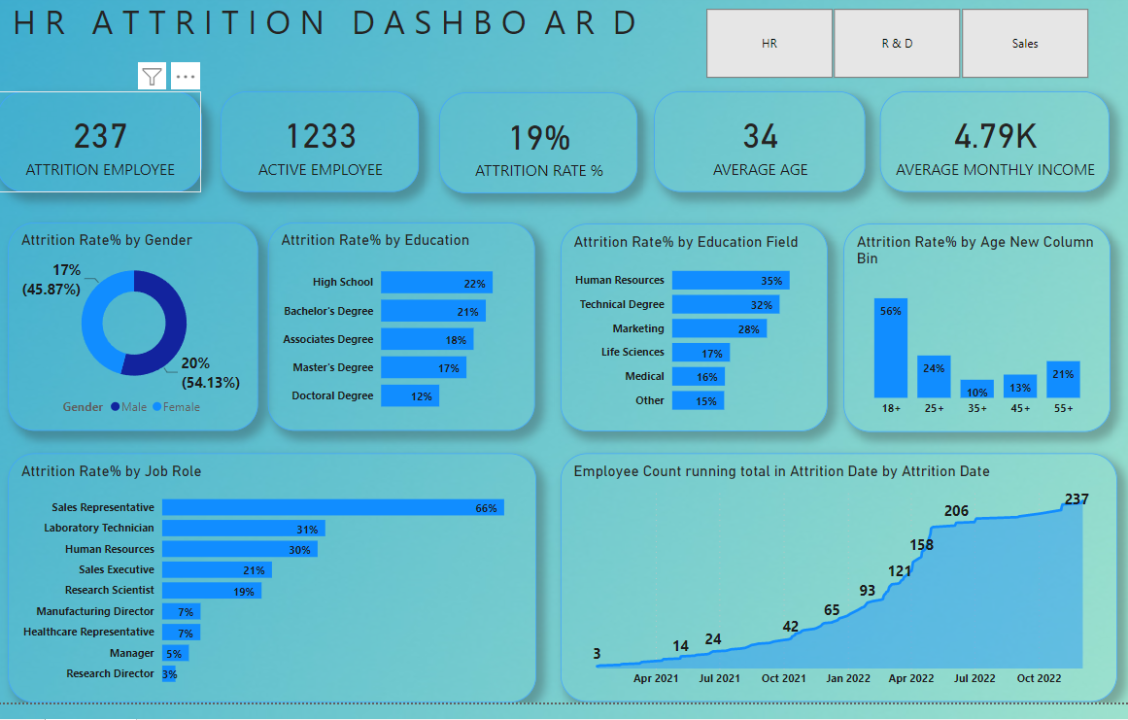 HR ATTRITION DASHBOARD
HR
R & D
Sales
237
ATTRITION EMPLOYEE
1233
ACTIVE EMPLOYEE
19%
ATTRITION RATE %
34
AVERAGE AGE
4.79K
AVERAGE MONTHLY INCOME
Attrition Rate% by Gender
17%
(45.87%)
20%
(54.13%)
Gender Male Female
Attrition Rate% by Education
High School 22%
Bachelor's Degree 21%
Associates Degree 18%
Master's Degree 17%
Doctoral Degree 12%
Attrition Rate% by Education Field
Human Resources 35%
Technical Degree 32%
Marketing 28%
Life Sciences 17%
Medical 16%
Other 15%
Attrition Rate% by Age New Column
Bin
56%
24%
10%
13%
21%
18+ 25+ 35+ 45+ 55+
Attrition Rate% by Job Role
Sales Representative 66%
Laboratory Technician 31%
Human Resources 30%
Sales Executive 21%
Research Scientist 19%
Manufacturing Director 7%
Healthcare Representative 7%
Manager 5%
Research Director 3%
Employee Count running total in Attrition Date by Attrition Date
3
14
24
42
65
93
121
158
206
237
Apr 2021 Jul 2021 Oct 2021 Jan 2022 Apr 2022 Jul 2022 Oct 2022